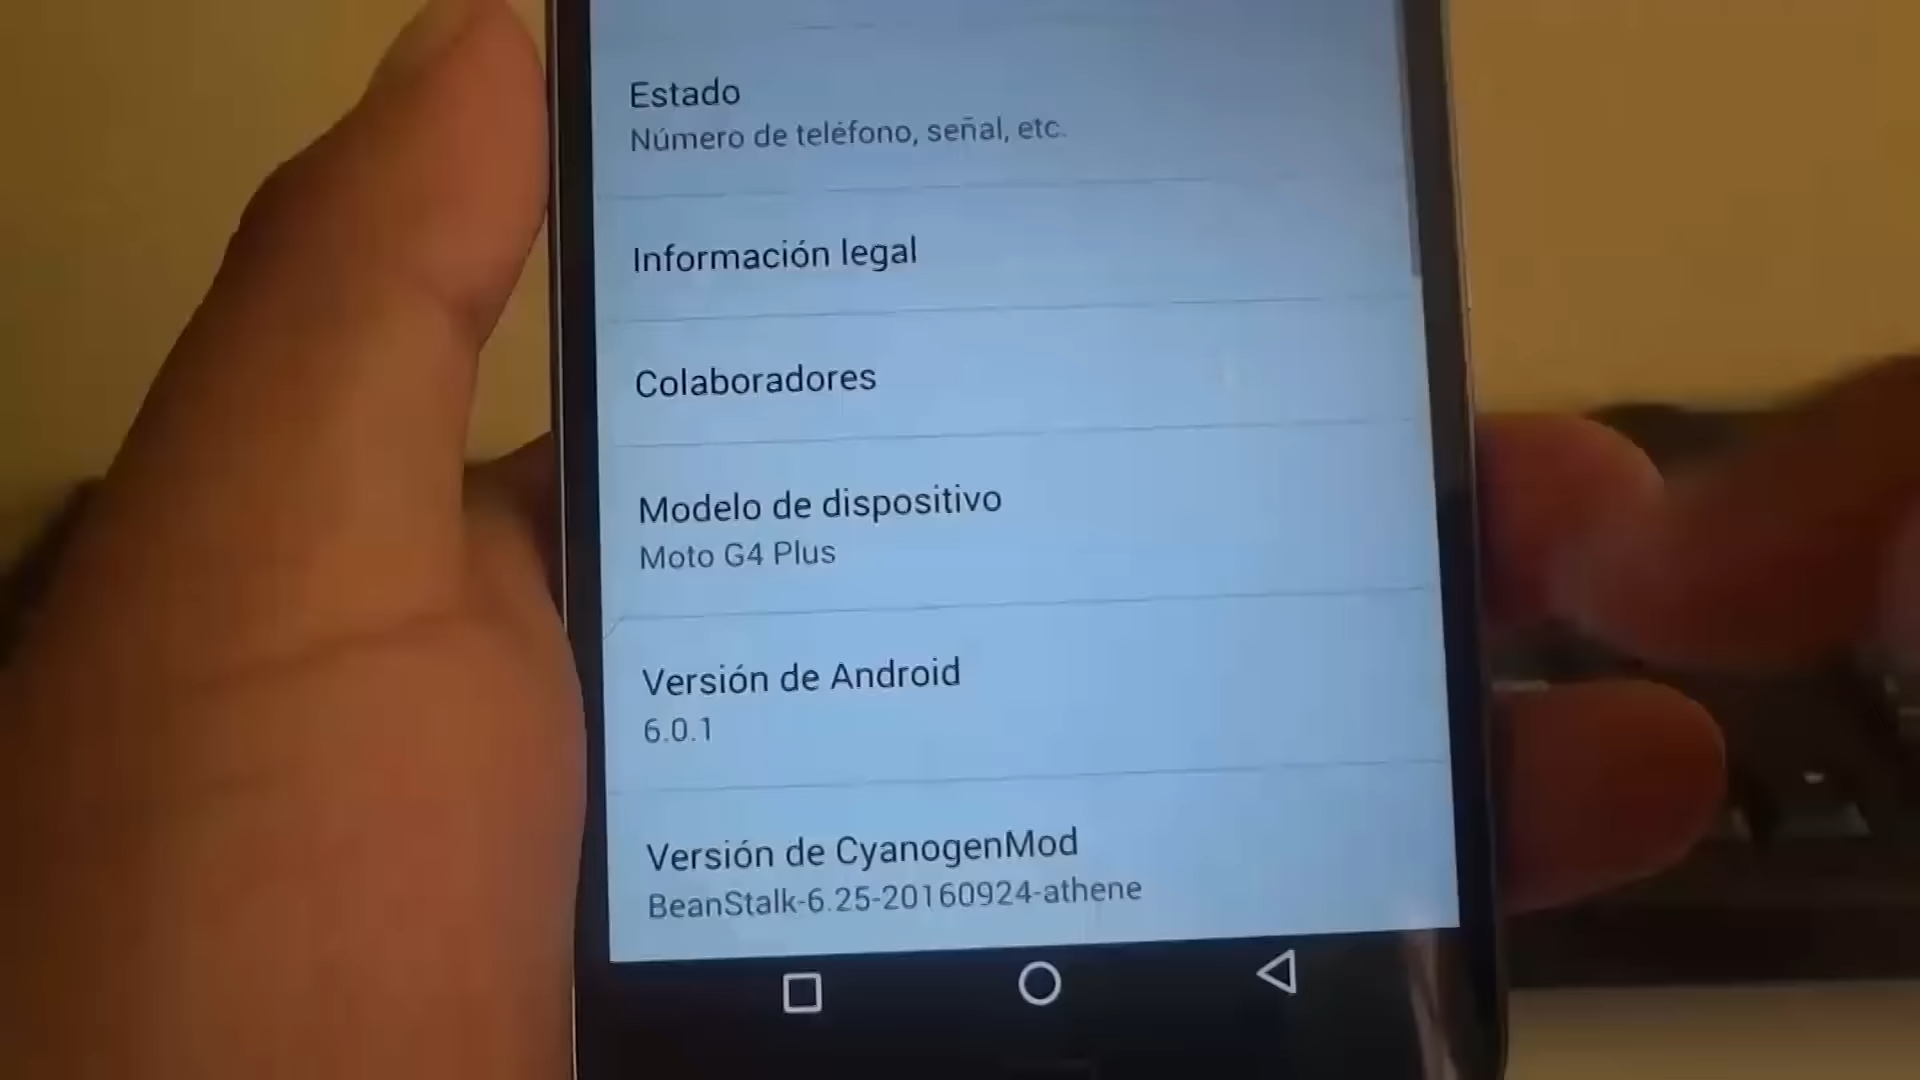 Estado
Número de teléfono, señal, etc.
Información legal
Colaboradores
Modelo de dispositivo
Moto G4 Plus
Versión de Android
6.0.1
Versión de CyanogenMod
BeanStalk-6.25-20160924-athene